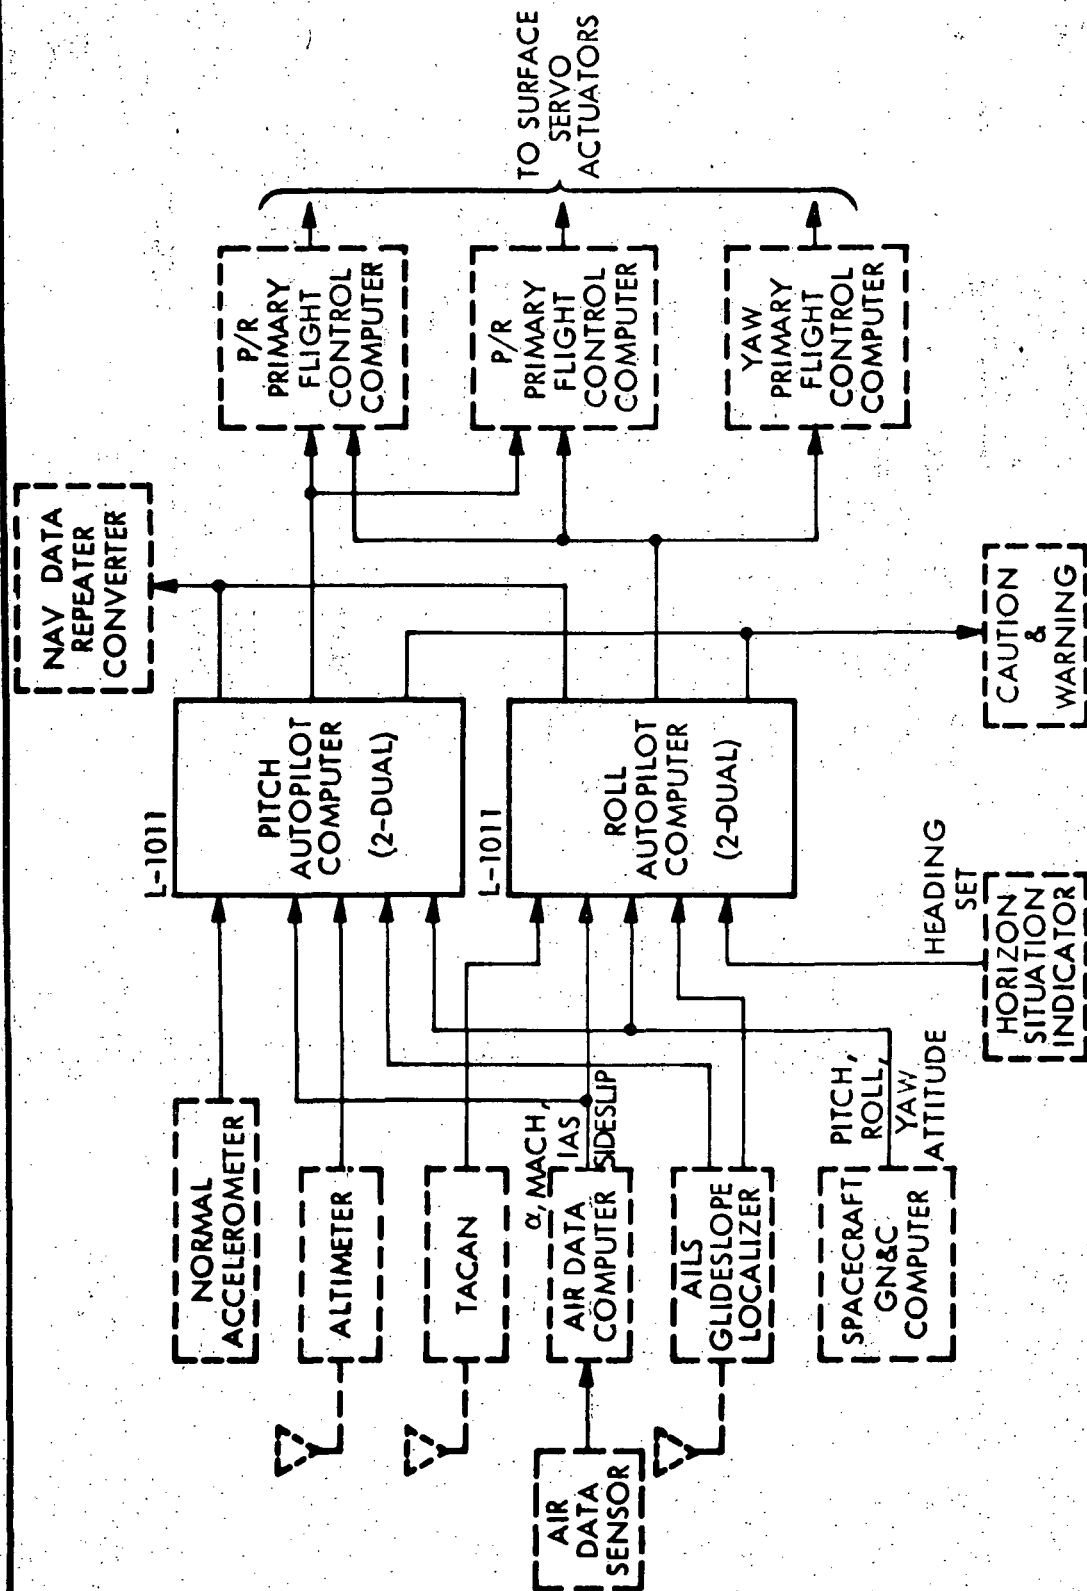 NAV DATA
REPEATER
CONVERTER
NORMAL
ACCELEROMETER
ALTIMETER
TACAN
AIR
DATA
SENSOR
AIR DATA
COMPUTER
α, MACH,
IAS
SIDESLIP
AILS
GLIDESLOPE
LOCALIZER
SPACECRAFT
GN&C
COMPUTER
PITCH,
ROLL,
YAW
ATTITUDE
HORIZON
SITUATION
INDICATOR
HEADING
SET
L-1011
PITCH
AUTOPILOT
COMPUTER
(2-DUAL)
L-1011
ROLL
AUTOPILOT
COMPUTER
(2-DUAL)
CAUTION
&
WARNING
P/R
PRIMARY
FLIGHT
CONTROL
COMPUTER
P/R
PRIMARY
FLIGHT
CONTROL
COMPUTER
YAW
PRIMARY
FLIGHT
CONTROL
COMPUTER
TO SURFACE
SERVO
ACTUATORS